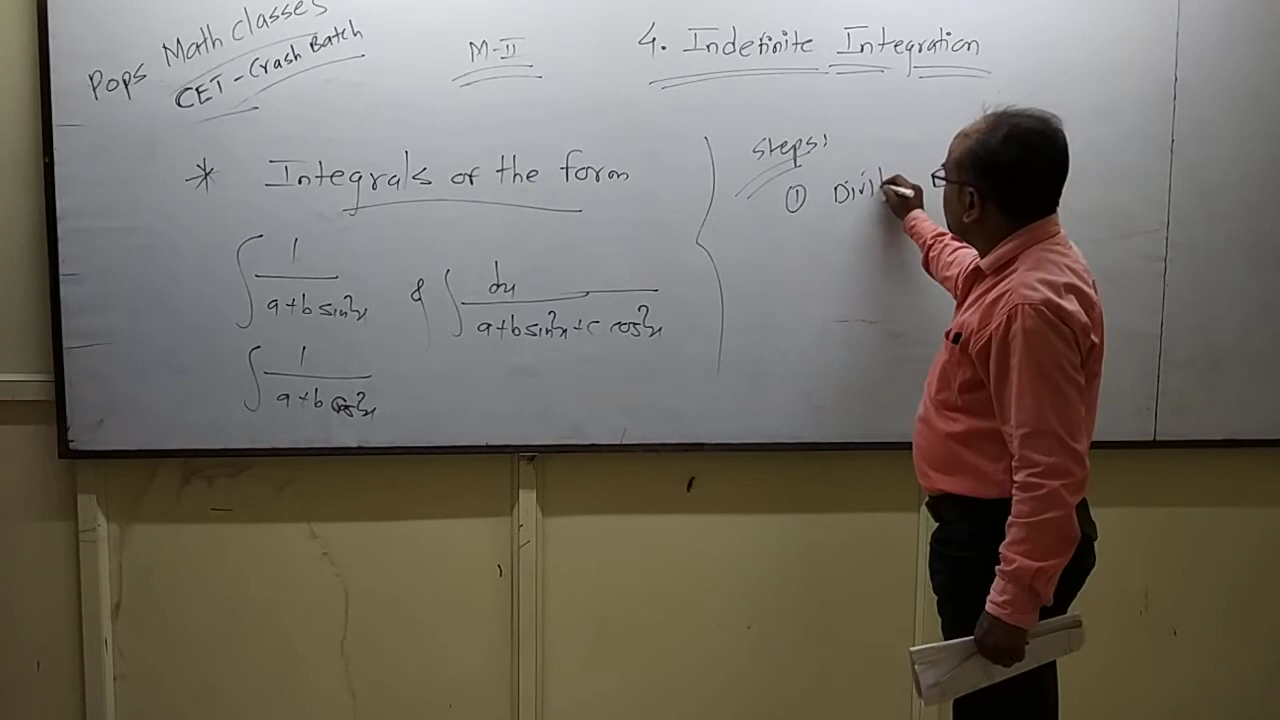 Pops Math Classes
CET - Crash Batch
M-II
4. Indefinite Integration
* Integrals of the form
∫ 1 / (a + b sin²x) & ∫ dx / (a + b sin²x + c cos²x)
∫ 1 / (a + b cos²x)
Steps:
① Divi